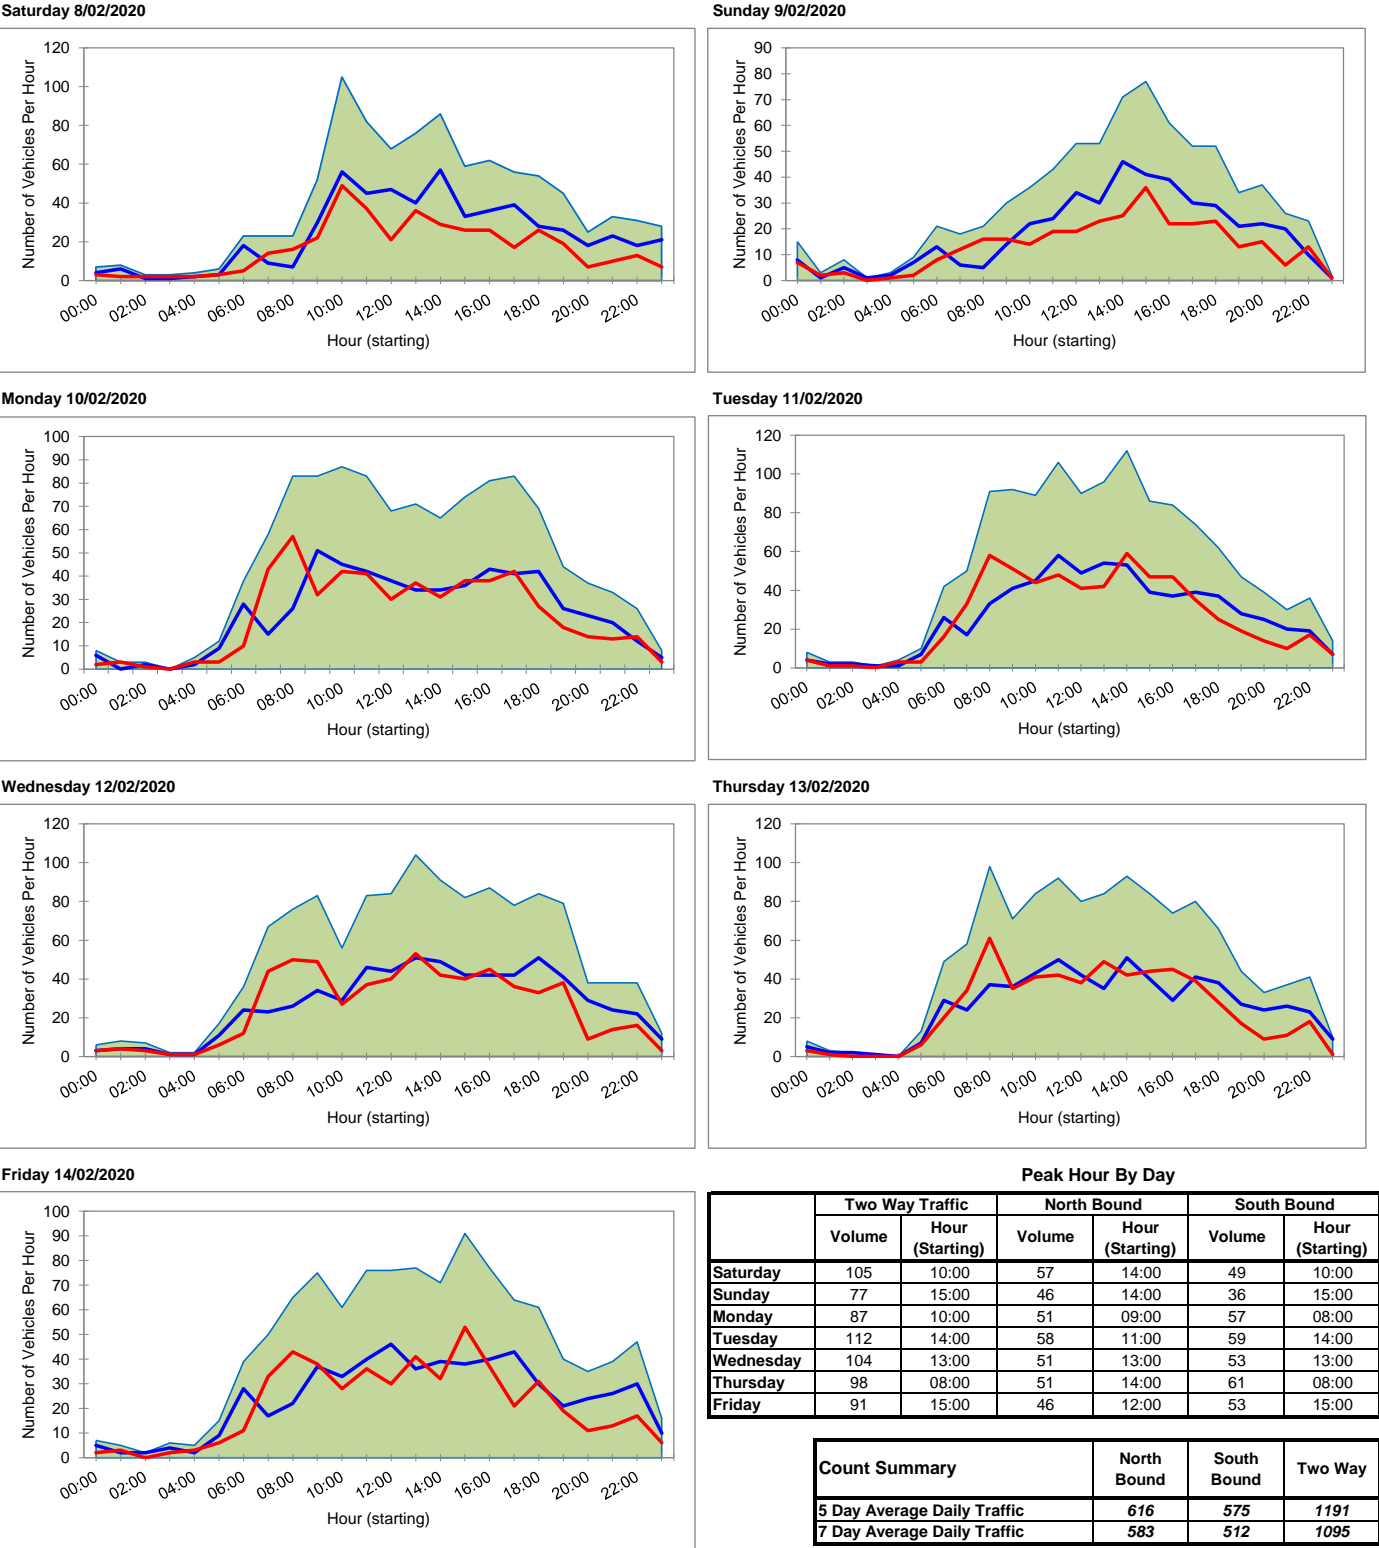 Saturday 8/02/2020
Number of Vehicles Per Hour
120
100
80
60
40
20
0
00:00 02:00 04:00 06:00 08:00 10:00 12:00 14:00 16:00 18:00 20:00 22:00
Hour (starting)
Sunday 9/02/2020
Number of Vehicles Per Hour
90
80
70
60
50
40
30
20
10
0
00:00 02:00 04:00 06:00 08:00 10:00 12:00 14:00 16:00 18:00 20:00 22:00
Hour (starting)
Monday 10/02/2020
Number of Vehicles Per Hour
100
90
80
70
60
50
40
30
20
10
0
00:00 02:00 04:00 06:00 08:00 10:00 12:00 14:00 16:00 18:00 20:00 22:00
Hour (starting)
Tuesday 11/02/2020
Number of Vehicles Per Hour
120
100
80
60
40
20
0
00:00 02:00 04:00 06:00 08:00 10:00 12:00 14:00 16:00 18:00 20:00 22:00
Hour (starting)
Wednesday 12/02/2020
Number of Vehicles Per Hour
120
100
80
60
40
20
0
00:00 02:00 04:00 06:00 08:00 10:00 12:00 14:00 16:00 18:00 20:00 22:00
Hour (starting)
Thursday 13/02/2020
Number of Vehicles Per Hour
120
100
80
60
40
20
0
00:00 02:00 04:00 06:00 08:00 10:00 12:00 14:00 16:00 18:00 20:00 22:00
Hour (starting)
Friday 14/02/2020
Number of Vehicles Per Hour
100
90
80
70
60
50
40
30
20
10
0
00:00 02:00 04:00 06:00 08:00 10:00 12:00 14:00 16:00 18:00 20:00 22:00
Hour (starting)
Peak Hour By Day
Two Way Traffic North Bound South Bound
Volume Hour (Starting) Volume Hour (Starting) Volume Hour (Starting)
Saturday 105 10:00 57 14:00 49 10:00
Sunday 77 15:00 46 14:00 36 15:00
Monday 87 10:00 51 09:00 57 08:00
Tuesday 112 14:00 58 11:00 59 14:00
Wednesday 104 13:00 51 13:00 53 13:00
Thursday 98 08:00 51 14:00 61 08:00
Friday 91 15:00 46 12:00 53 15:00
Count Summary North Bound South Bound Two Way
5 Day Average Daily Traffic 616 575 1191
7 Day Average Daily Traffic 583 512 1095